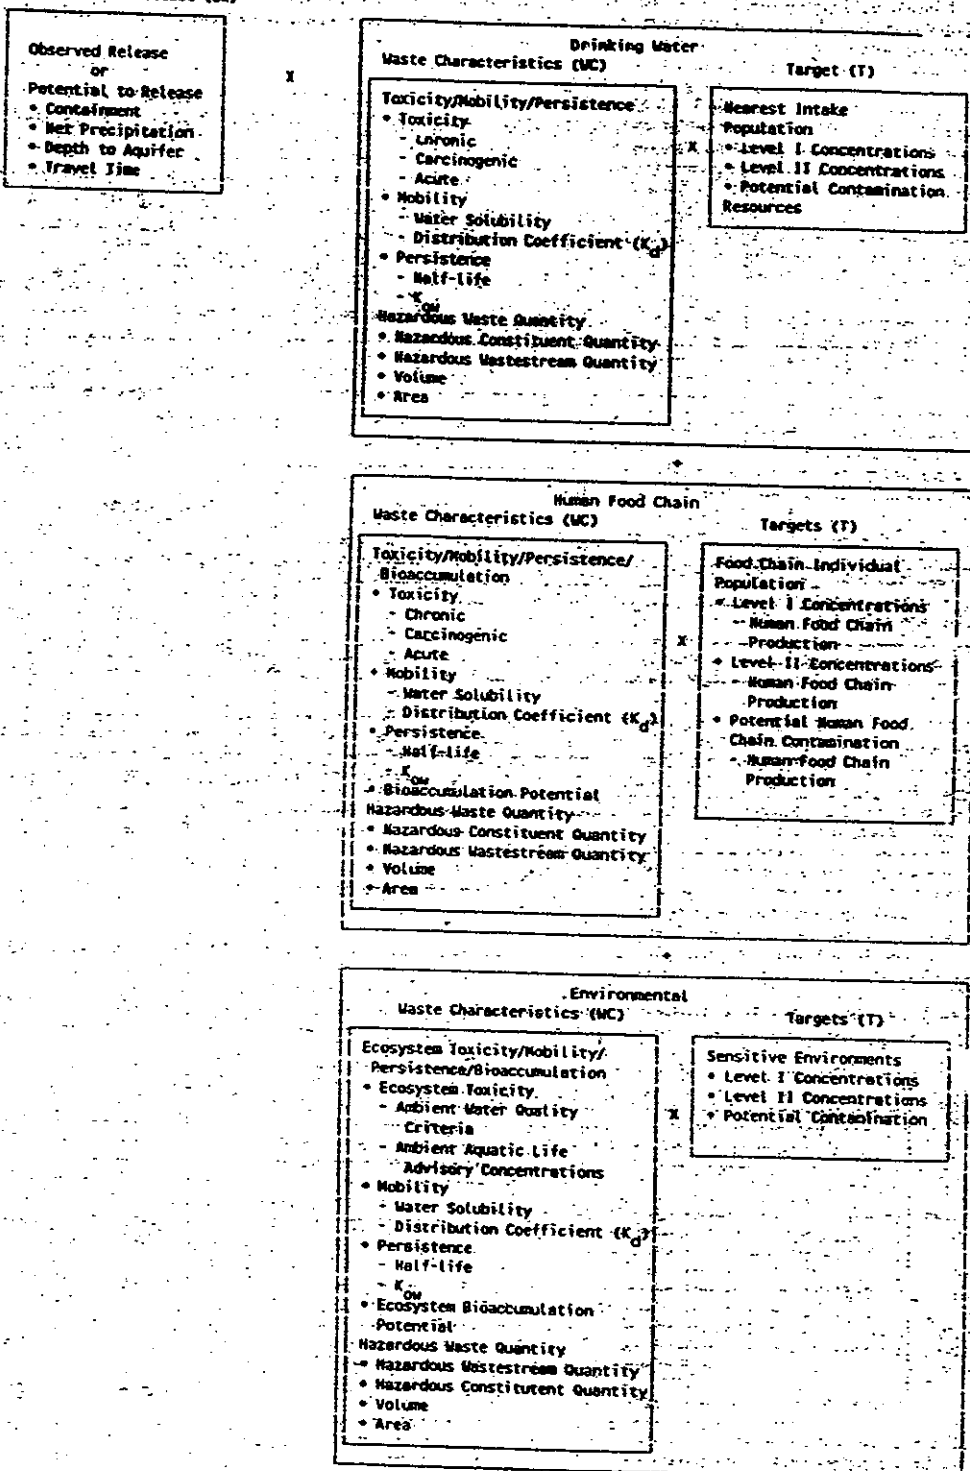 Observed Release
or
Potential to Release
• Containment
• Net Precipitation
• Depth to Aquifer
• Travel Time
x
Drinking Water
Waste Characteristics (WC)
Toxicity/Mobility/Persistence
• Toxicity
- Chronic
- Carcinogenic
- Acute
• Mobility
- Water Solubility
- Distribution Coefficient (Kd)
• Persistence
- Half-life
- Kow
Hazardous Waste Quantity
• Hazardous Constituent Quantity
• Hazardous Wastestream Quantity
• Volume
• Area
x
Target (T)
Nearest Intake
Population
• Level I Concentrations
• Level II Concentrations
• Potential Contamination
Resources
+
Human Food Chain
Waste Characteristics (WC)
Toxicity/Mobility/Persistence/
Bioaccumulation
• Toxicity
- Chronic
- Carcinogenic
- Acute
• Mobility
- Water Solubility
- Distribution Coefficient (Kd)
• Persistence
- Half-life
- Kow
• Bioaccumulation Potential
Hazardous Waste Quantity
• Hazardous Constituent Quantity
• Hazardous Wastestream Quantity
• Volume
• Area
x
Targets (T)
Food Chain Individual
Population
• Level I Concentrations
- Human Food Chain
Production
• Level II Concentrations
- Human Food Chain
Production
• Potential Human Food
Chain Contamination
- Human Food Chain
Production
+
Environmental
Waste Characteristics (WC)
Ecosystem Toxicity/Mobility/
Persistence/Bioaccumulation
• Ecosystem Toxicity
- Ambient Water Quality
Criteria
- Ambient Aquatic Life
Advisory Concentrations
• Mobility
- Water Solubility
- Distribution Coefficient (Kd)
• Persistence
- Half-life
- Kow
• Ecosystem Bioaccumulation
Potential
Hazardous Waste Quantity
• Hazardous Wastestream Quantity
• Hazardous Constitutent Quantity
• Volume
• Area
x
Targets (T)
Sensitive Environments
• Level I Concentrations
• Level II Concentrations
• Potential Contamination